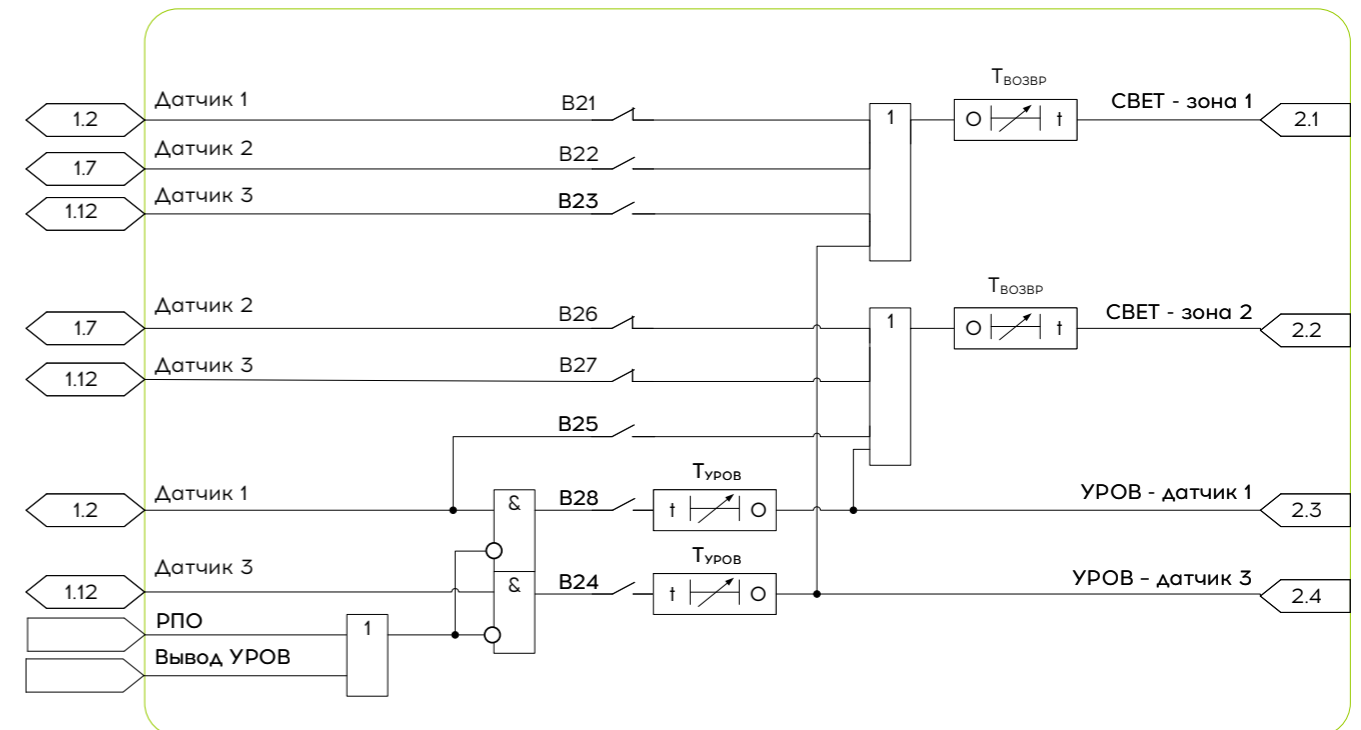 Tвозвр
Датчик 1
B21
СВЕТ - зона 1
1.2
1
O
t
2.1
Датчик 2
B22
1.7
Датчик 3
B23
1.12
Tвозвр
Датчик 2
B26
СВЕТ - зона 2
1.7
1
O
t
2.2
Датчик 3
B27
1.12
B25
Tуров
Датчик 1
&
B28
УРОВ - датчик 1
1.2
t
O
2.3
Tуров
Датчик 3
&
B24
УРОВ - датчик 3
1.12
t
O
2.4
РПО
1
Вывод УРОВ